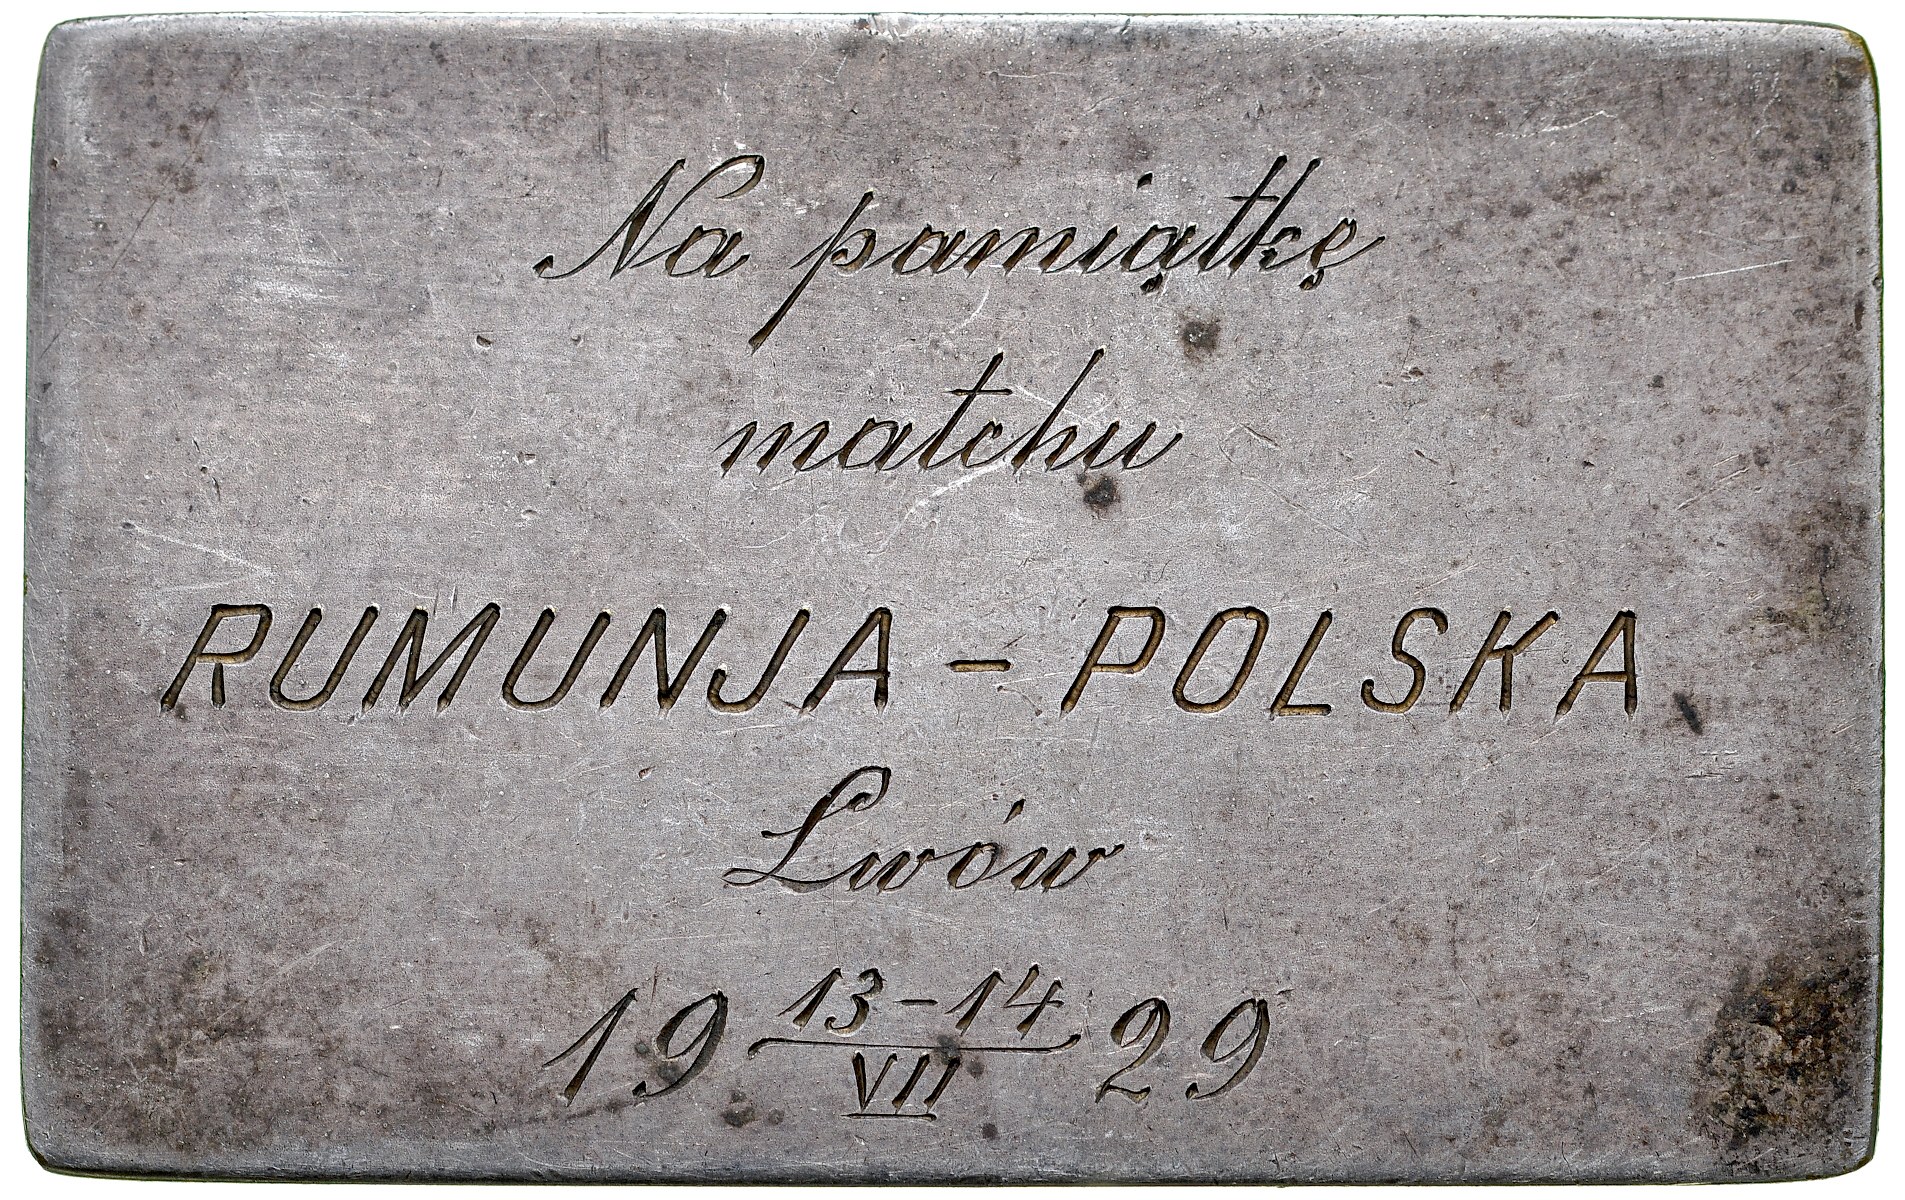 Na pamiątkę
matchu
RUMUNJA – POLSKA
Lwów
19 13–14/VII 29